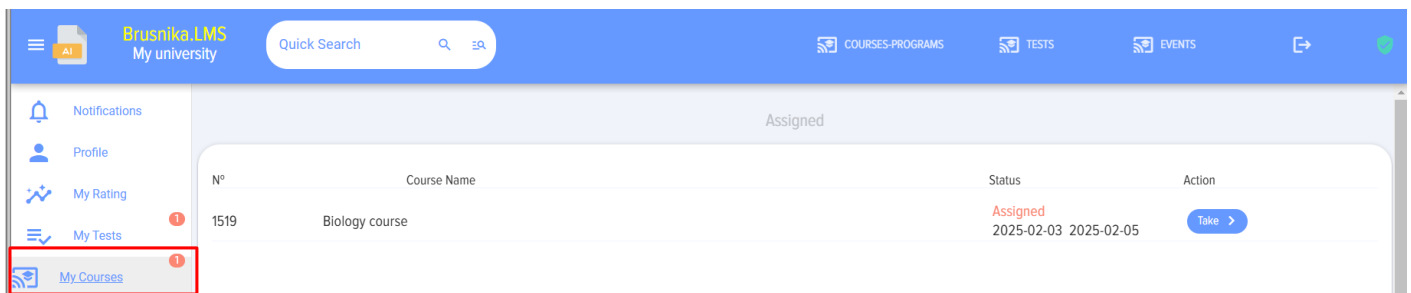 AI
Brusnika.LMS
My university
Quick Search
COURSES-PROGRAMS
TESTS
EVENTS
Notifications
Profile
My Rating
1
My Tests
1
My Courses
Assigned
Nº Course Name Status Action
1519 Biology course Assigned Take
2025-02-03 2025-02-05